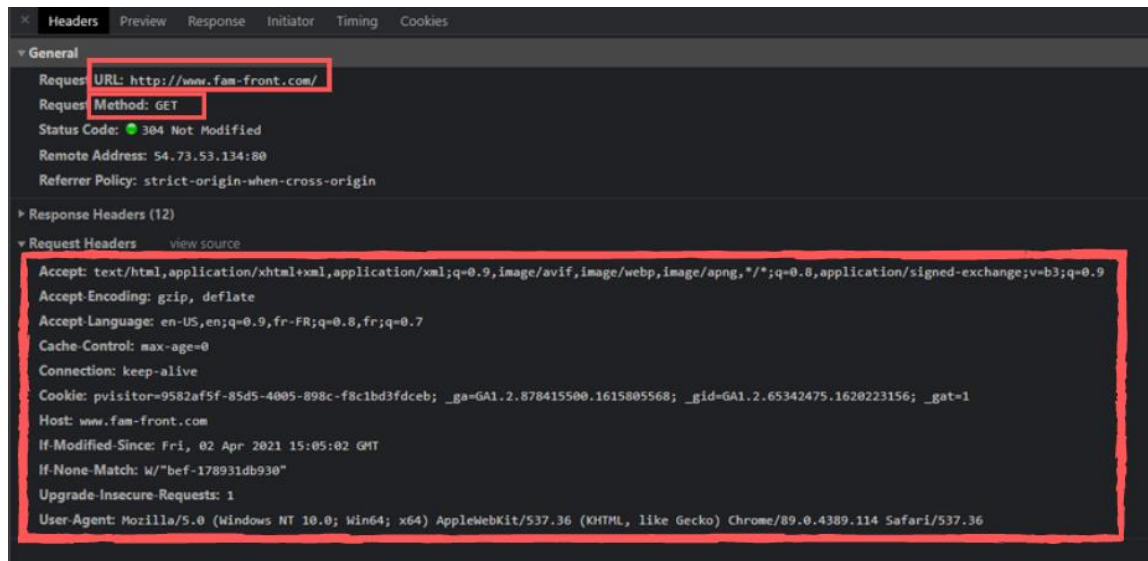 × Headers Preview Response Initiator Timing Cookies
▼ General
Request URL: http://www.fam-front.com/
Request Method: GET
Status Code: 304 Not Modified
Remote Address: 54.73.53.134:80
Referrer Policy: strict-origin-when-cross-origin
▶ Response Headers (12)
▼ Request Headers view source
Accept: text/html,application/xhtml+xml,application/xml;q=0.9,image/avif,image/webp,image/apng,*/*;q=0.8,application/signed-exchange;v=b3;q=0.9
Accept-Encoding: gzip, deflate
Accept-Language: en-US,en;q=0.9,fr-FR;q=0.8,fr;q=0.7
Cache-Control: max-age=0
Connection: keep-alive
Cookie: pvisitor=9582af5f-85d5-4005-898c-f8c1bd3fdceb; _ga=GA1.2.878415500.1615805568; _gid=GA1.2.65342475.1620223156; _gat=1
Host: www.fam-front.com
If-Modified-Since: Fri, 02 Apr 2021 15:05:02 GMT
If-None-Match: W/"bef-178931db930"
Upgrade-Insecure-Requests: 1
User-Agent: Mozilla/5.0 (Windows NT 10.0; Win64; x64) AppleWebKit/537.36 (KHTML, like Gecko) Chrome/89.0.4389.114 Safari/537.36